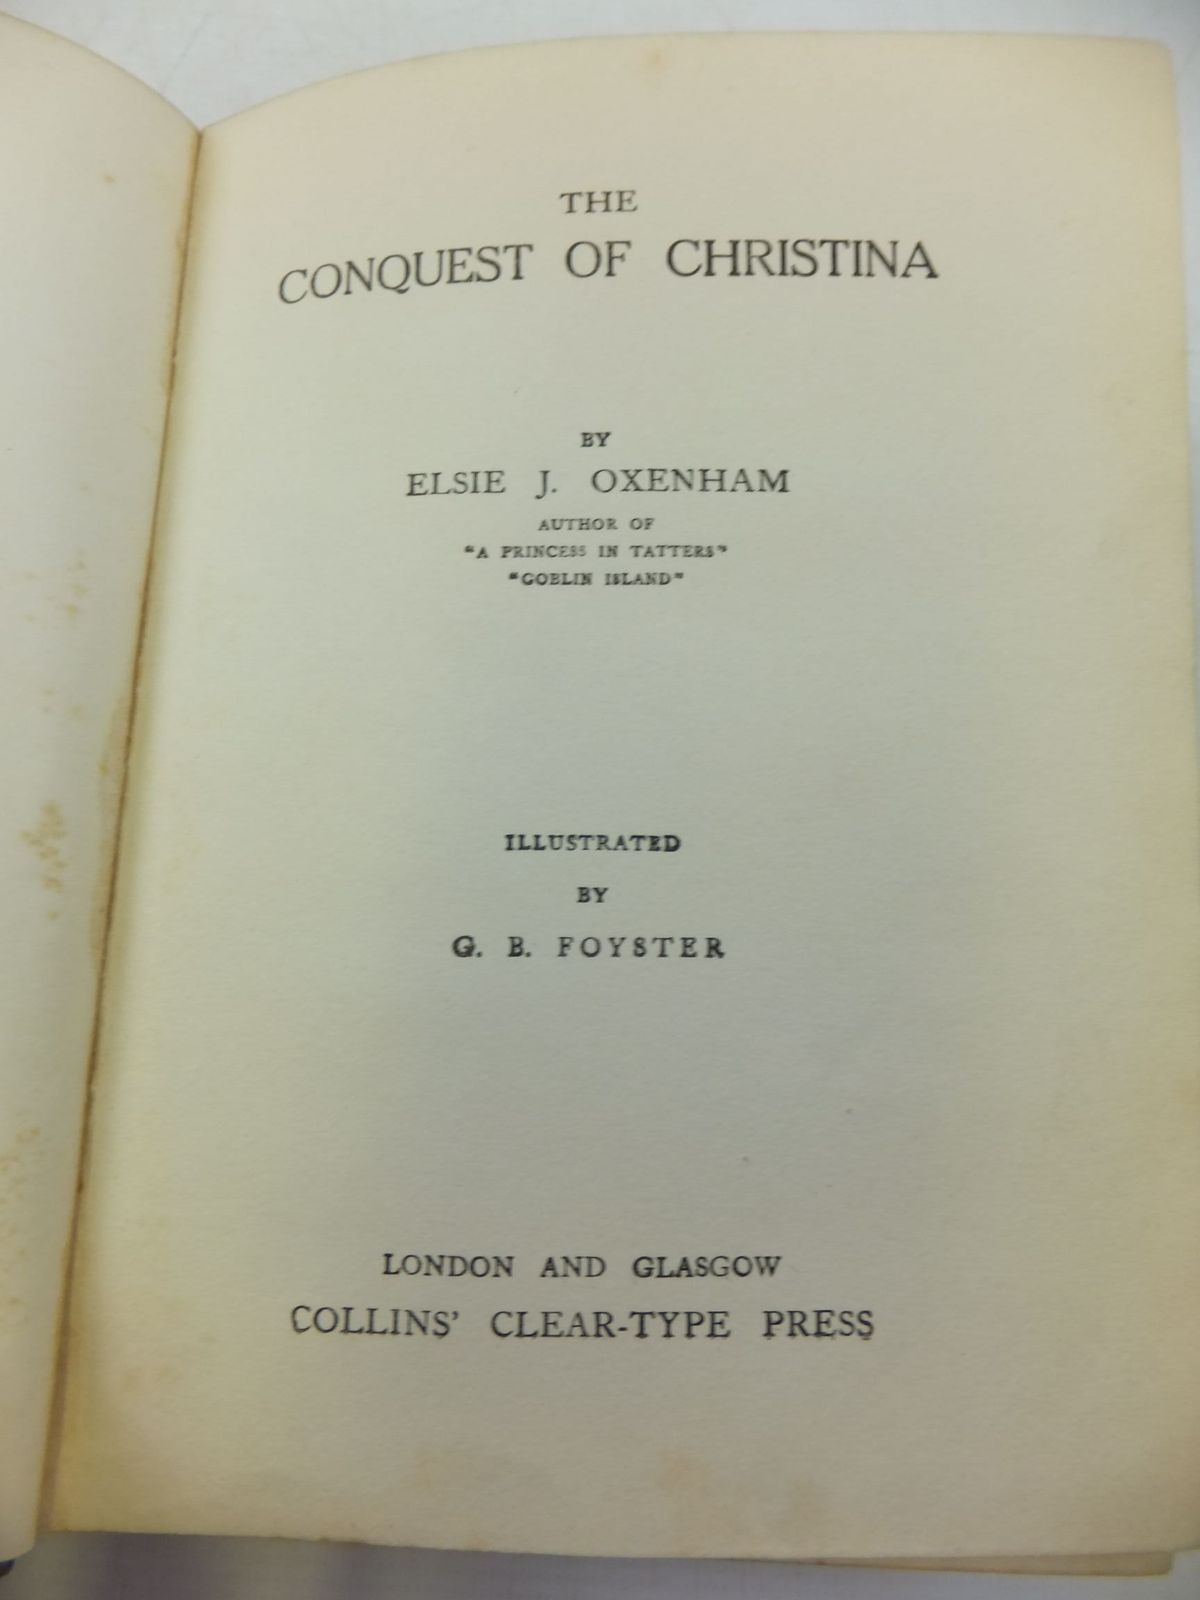 THE
CONQUEST OF CHRISTINA
BY
ELSIE J. OXENHAM
AUTHOR OF
"A PRINCESS IN TATTERS"
"GOBLIN ISLAND"
ILLUSTRATED
BY
G. B. FOYSTER
LONDON AND GLASGOW
COLLINS' CLEAR-TYPE PRESS